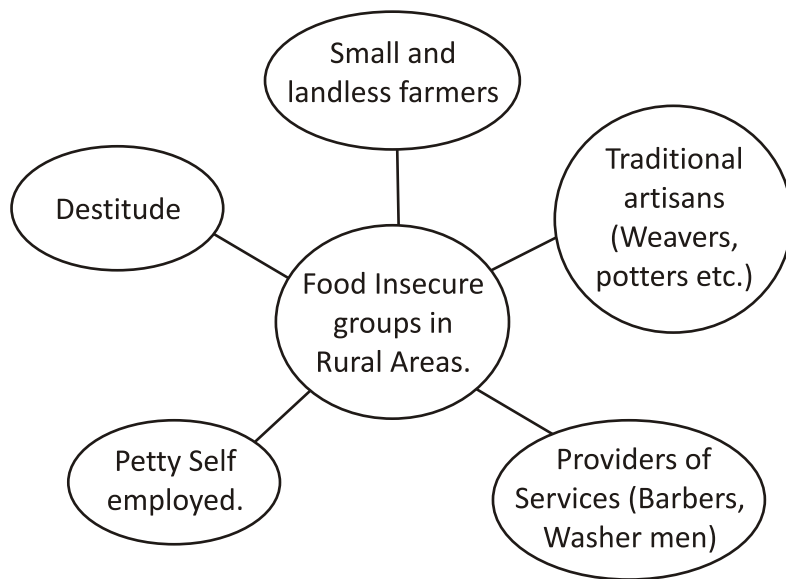 Small and
landless farmers
Traditional
artisans
(Weavers,
potters etc.)
Destitude
Food Insecure
groups in
Rural Areas.
Petty Self
employed.
Providers of
Services (Barbers,
Washer men)